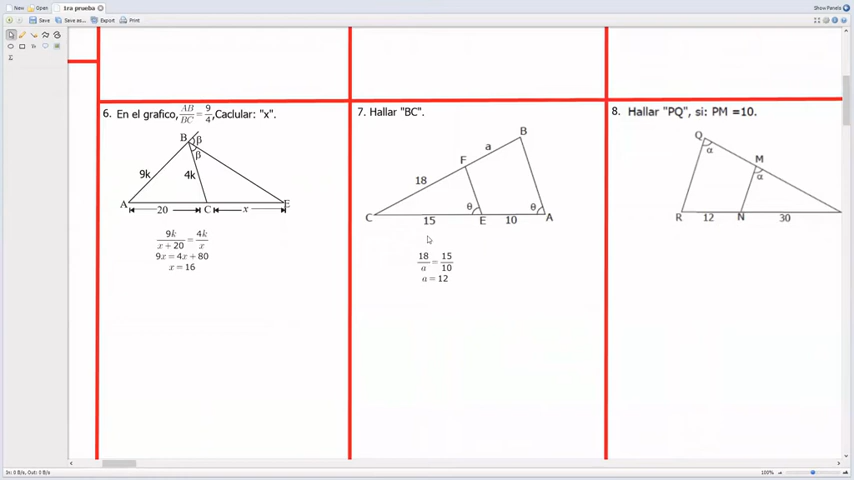 New Open 1ra prueba Show Panels
Save Save as... Export Print
6. En el grafico, AB/BC = 9/4, Caclular: "x".
B β
β
9k 4k
A 20 C x E
9k/x + 20 = 4k/x
9x = 4x + 80
x = 16
7. Hallar "BC".
B
a
F
18
θ θ
C 15 E 10 A
18/a = 15/10
a = 12
8. Hallar "PQ", si: PM =10.
Q
α
M
α
R 12 N 30
In: 0 B/s, Out: 0 B/s 100%